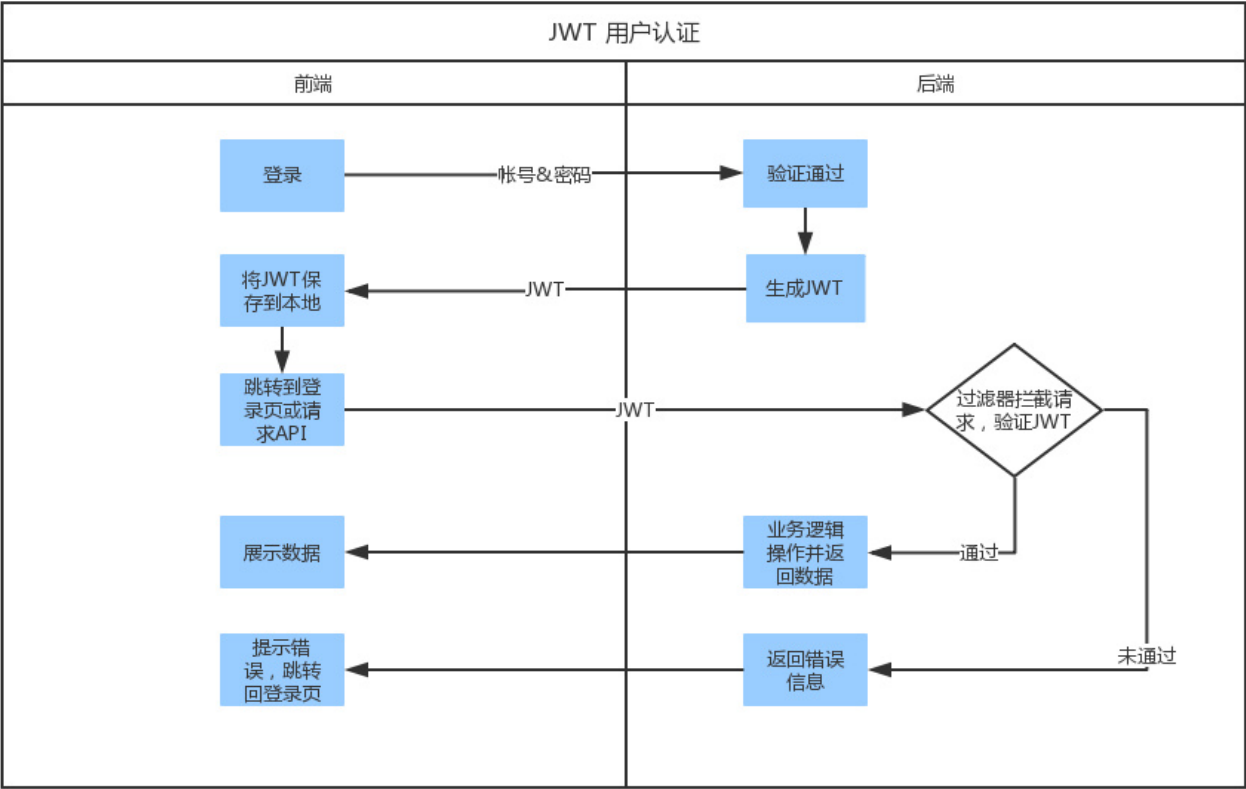 JWT 用户认证
前端
后端
登录
帐号&密码
验证通过
将JWT保
存到本地
JWT
生成JWT
跳转到登
录页或请
求API
JWT
过滤器拦截请
求，验证JWT
展示数据
业务逻辑
操作并返
回数据
通过
提示错
误，跳转
回登录页
返回错误
信息
未通过